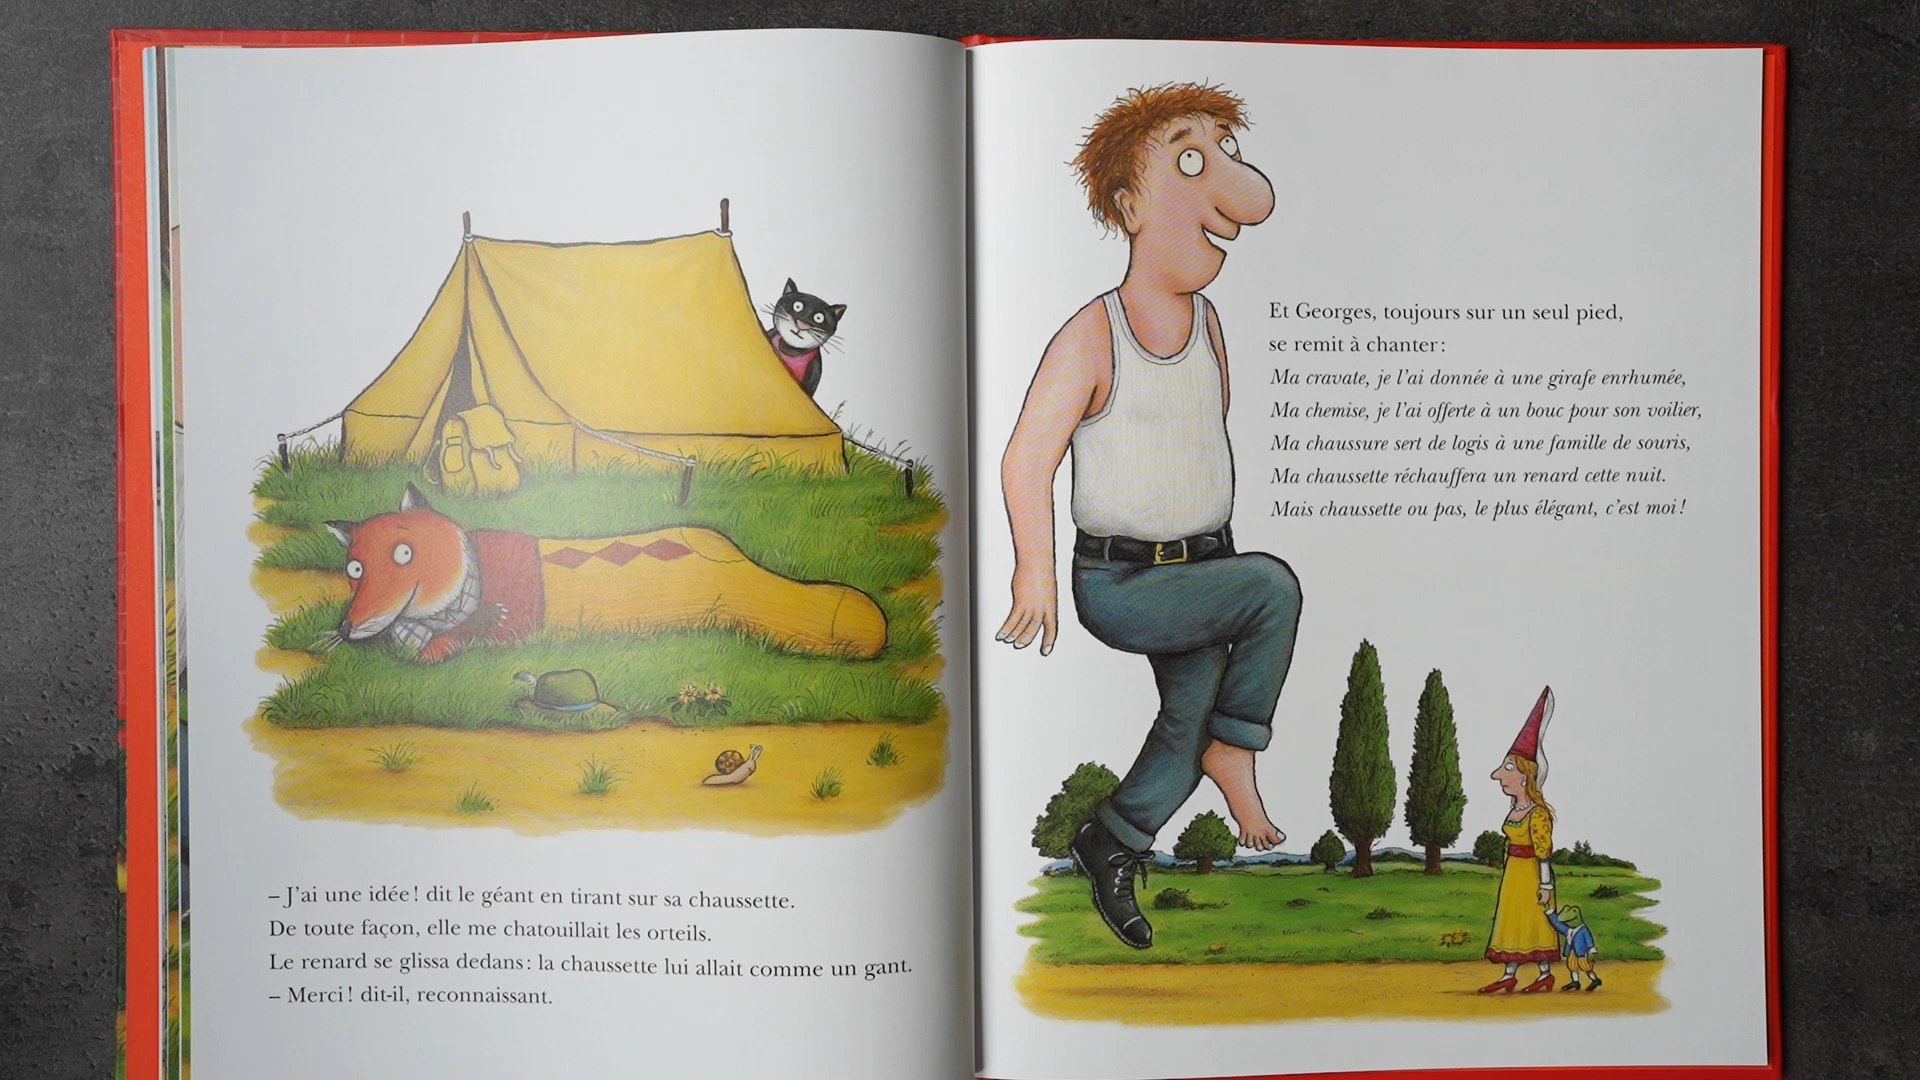 – J'ai une idée ! dit le géant en tirant sur sa chaussette.
De toute façon, elle me chatouillait les orteils.
Le renard se glissa dedans : la chaussette lui allait comme un gant.
– Merci ! dit-il, reconnaissant.
Et Georges, toujours sur un seul pied,
se remit à chanter :
Ma cravate, je l'ai donnée à une girafe enrhumée,
Ma chemise, je l'ai offerte à un bouc pour son voilier,
Ma chaussure sert de logis à une famille de souris,
Ma chaussette réchauffera un renard cette nuit.
Mais chaussette ou pas, le plus élégant, c'est moi !